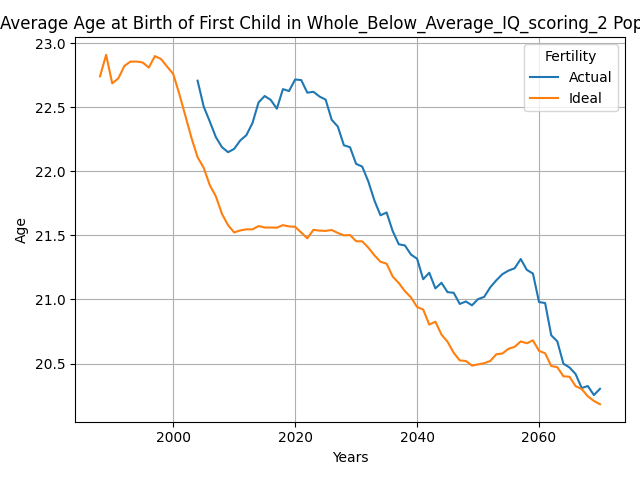 Average Age at Birth of First Child in Whole_Below_Average_IQ_scoring_2 Pop
23.0
22.5
22.0
21.5
21.0
20.5
Age
2000
2020
2040
2060
Years
Fertility
Actual
Ideal